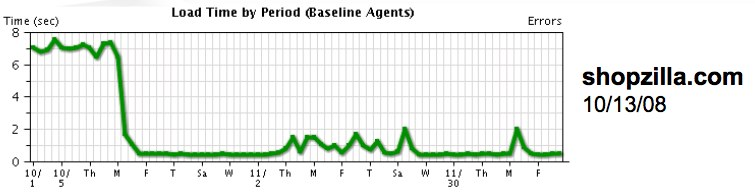 Load Time by Period (Baseline Agents)
Time (sec)
Errors
8
6
4
2
0
10/1
10/5
Th
M
F
T
Sa
W
11/2
Th
M
F
T
Sa
W
11/30
Th
M
F
shopzilla.com
10/13/08